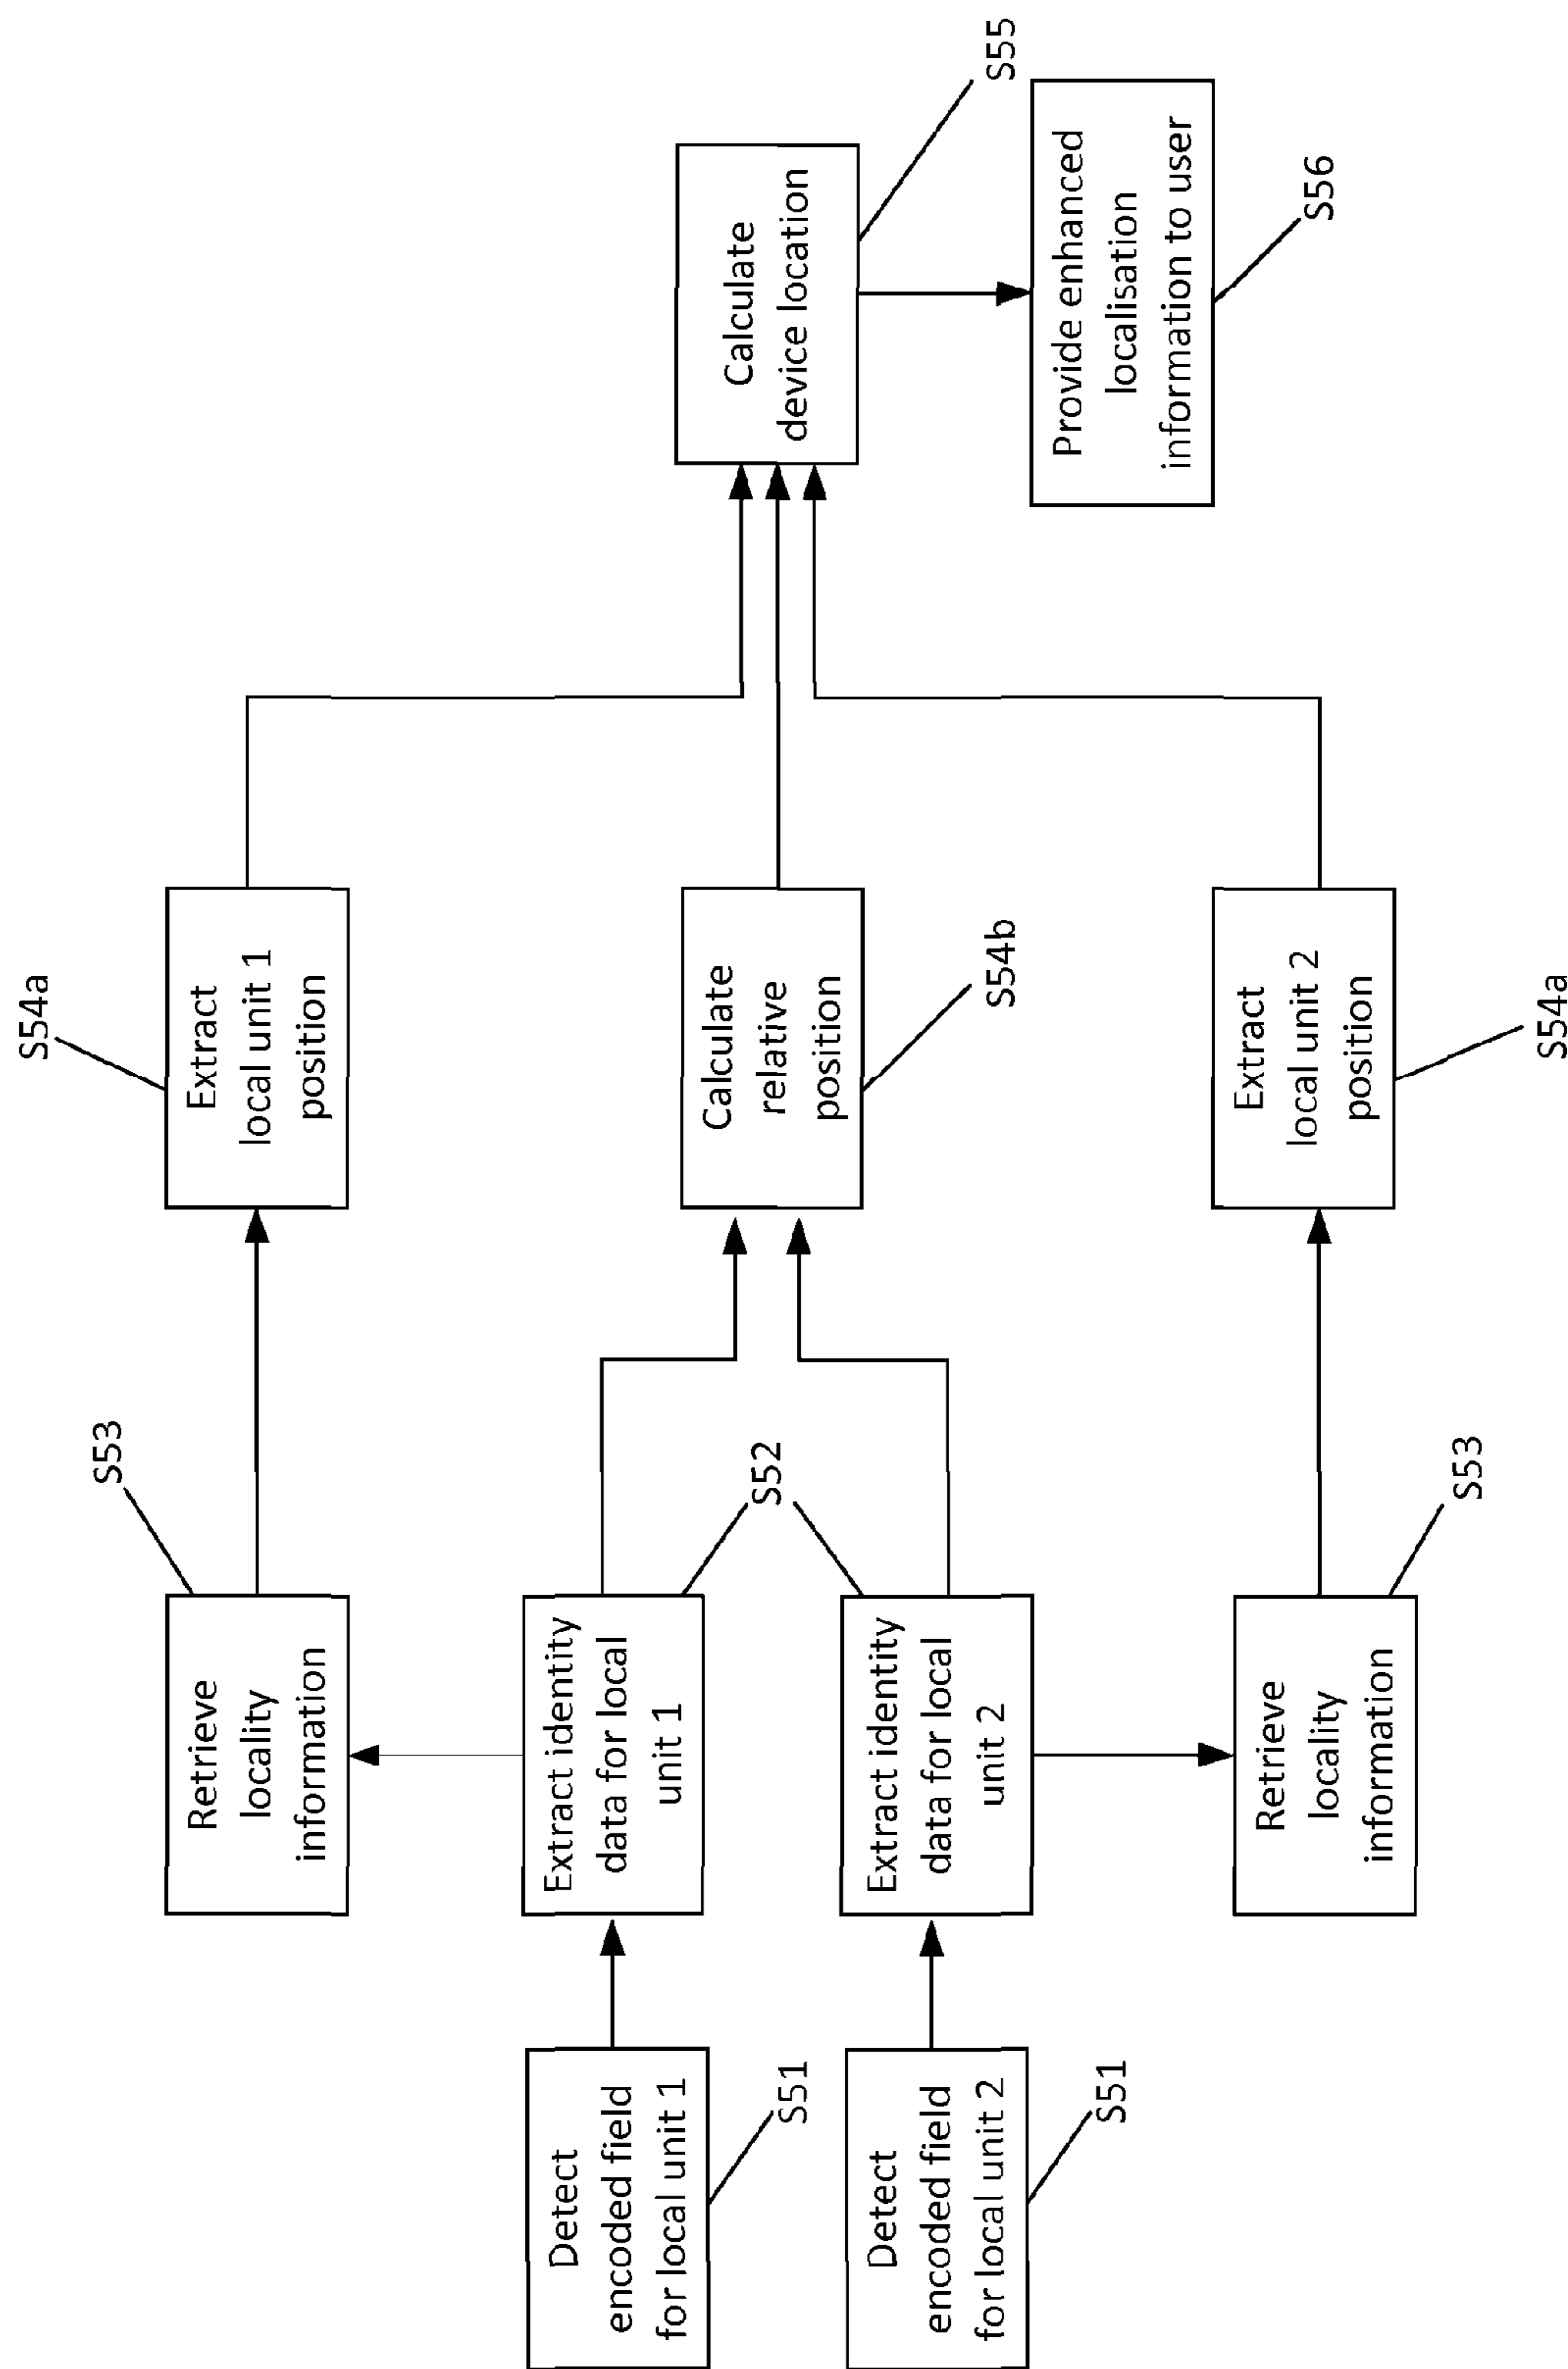 S54a
S53
Retrieve
locality
information
Extract
local unit 1
position
Detect
encoded field
for local unit 1
S51
Extract identity
data for local
unit 1
S52
Calculate
relative
position
S54b
Calculate
device location
S55
Detect
encoded field
for local unit 2
S51
Extract identity
data for local
unit 2
Provide enhanced
localisation
information to user
S56
Retrieve
locality
information
S53
Extract
local unit 2
position
S54a